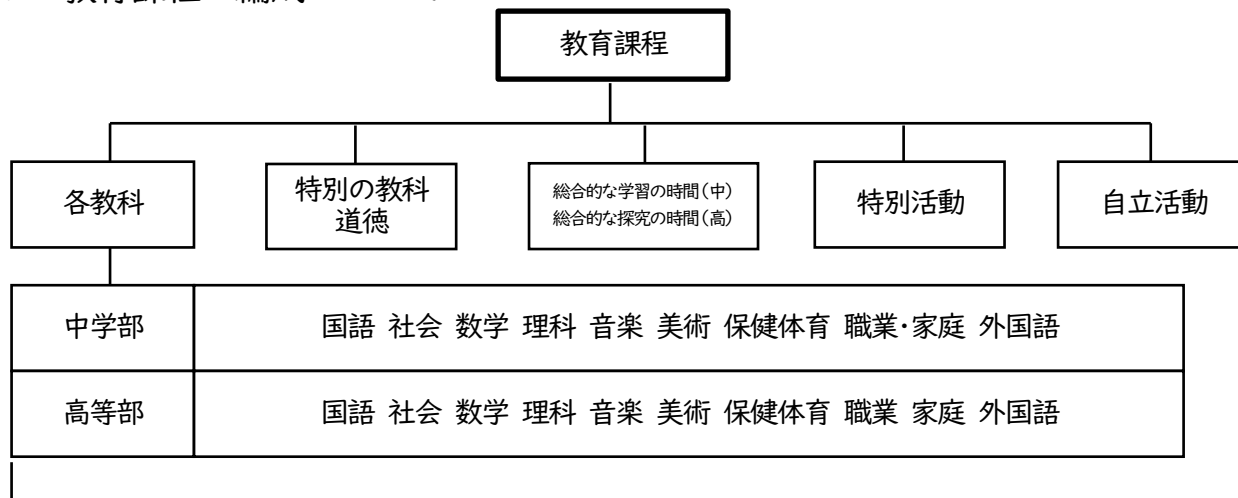 教育課程
各教科
特別の教科
道徳
総合的な学習の時間(中)
総合的な探究の時間(高)
特別活動
自立活動
中学部
国語 社会 数学 理科 音楽 美術 保健体育 職業・家庭 外国語
高等部
国語 社会 数学 理科 音楽 美術 保健体育 職業 家庭 外国語